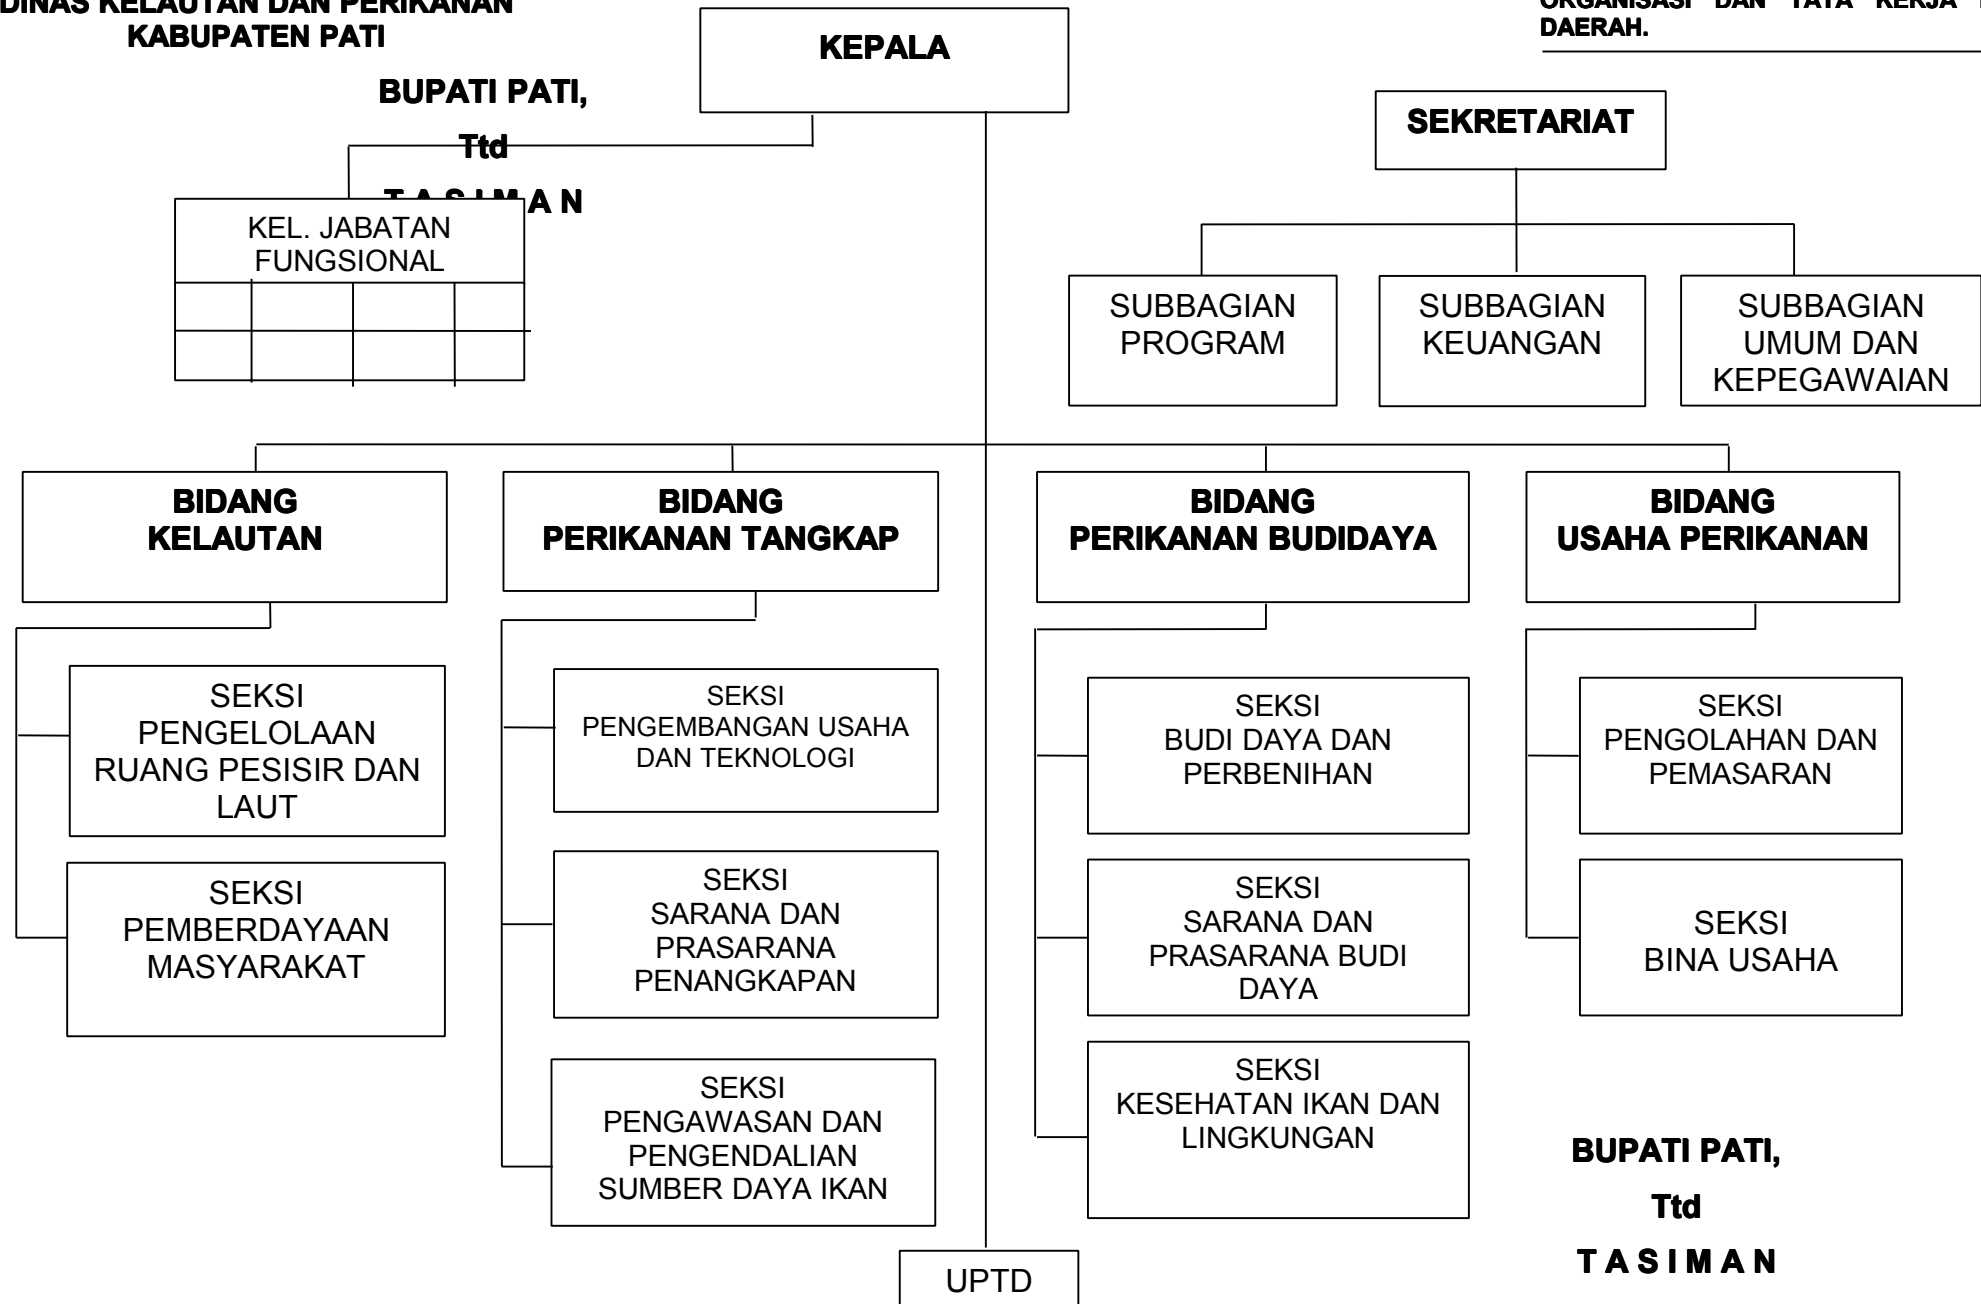 DINAS KELAUTAN DAN PERIKANAN
KABUPATEN PATI
ORGANISASI DAN TATA KERJA
DAERAH.
KEPALA
BUPATI PATI,
Ttd
T A S I M A N
SEKRETARIAT
KEL. JABATAN
FUNGSIONAL
SUBBAGIAN
PROGRAM
SUBBAGIAN
KEUANGAN
SUBBAGIAN
UMUM DAN
KEPEGAWAIAN
BIDANG
KELAUTAN
BIDANG
PERIKANAN TANGKAP
BIDANG
PERIKANAN BUDIDAYA
BIDANG
USAHA PERIKANAN
SEKSI
PENGELOLAAN
RUANG PESISIR DAN
LAUT
SEKSI
PEMBERDAYAAN
MASYARAKAT
SEKSI
PENGEMBANGAN USAHA
DAN TEKNOLOGI
SEKSI
SARANA DAN
PRASARANA
PENANGKAPAN
SEKSI
PENGAWASAN DAN
PENGENDALIAN
SUMBER DAYA IKAN
SEKSI
BUDI DAYA DAN
PERBENIHAN
SEKSI
SARANA DAN
PRASARANA BUDI
DAYA
SEKSI
KESEHATAN IKAN DAN
LINGKUNGAN
SEKSI
PENGOLAHAN DAN
PEMASARAN
SEKSI
BINA USAHA
UPTD
BUPATI PATI,
Ttd
T A S I M A N